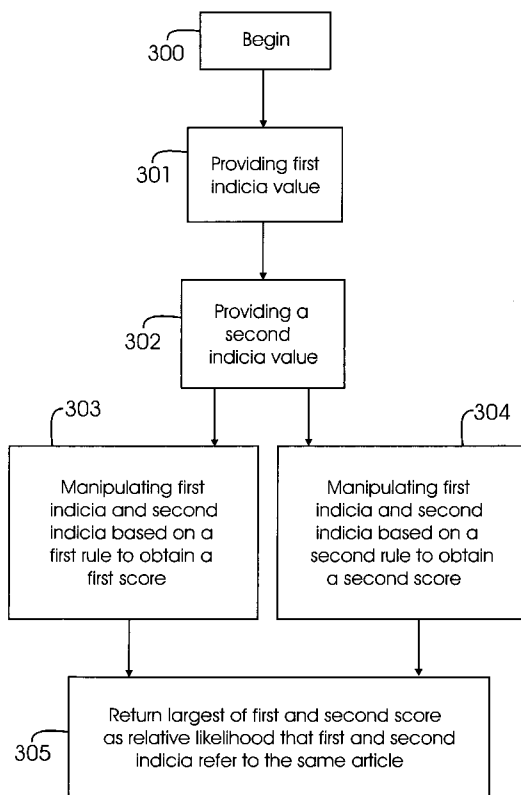 Begin
300
Providing first
indicia value
301
Providing a
second
indicia value
302
303
Manipulating first
indicia and second
indicia based on a
first rule to obtain a
first score
304
Manipulating first
indicia and second
indicia based on a
second rule to obtain
a second score
Return largest of first and second score
as relative likelihood that first and second
indicia refer to the same article
305